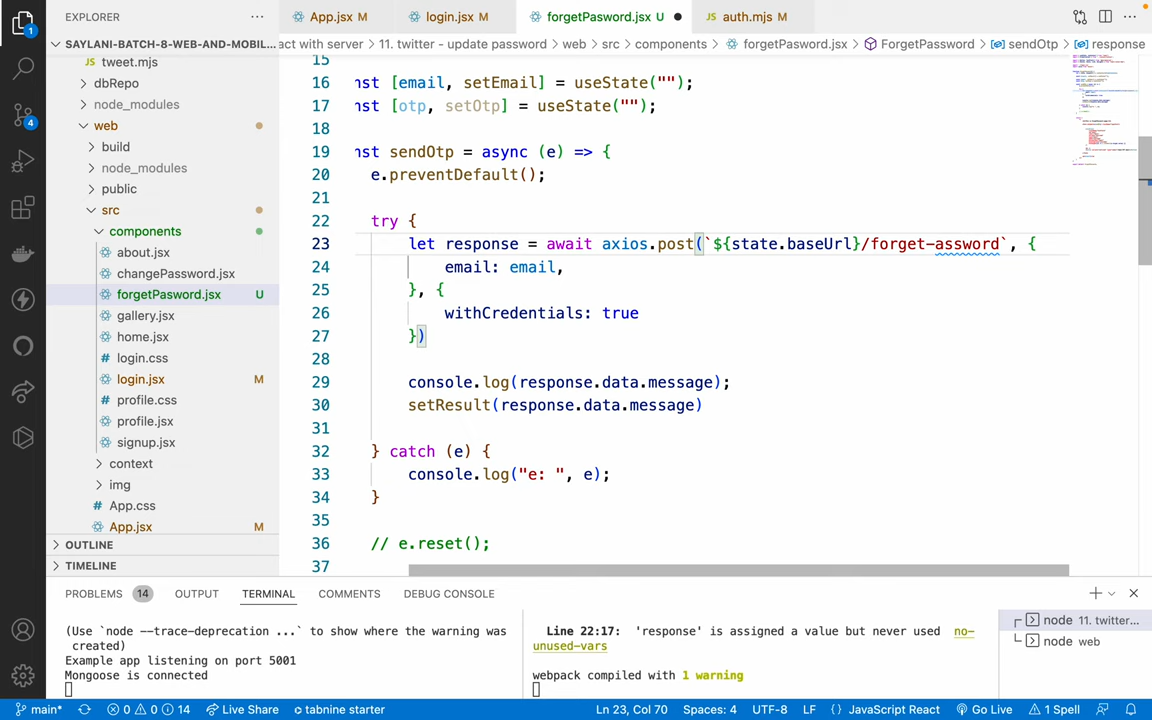 EXPLORER
App.jsx M
login.jsx M
forgetPasword.jsx U
auth.mjs M
SAYLANI-BATCH-8-WEB-AND-MOBIL...
act with server > 11. twitter - update password > web > src > components > forgetPasword.jsx > ForgetPassword > sendOtp > response
tweet.mjs
dbRepo
node_modules
web
build
node_modules
public
src
components
about.jsx
changePassword.jsx
forgetPasword.jsx U
gallery.jsx
home.jsx
login.css
login.jsx M
profile.css
profile.jsx
signup.jsx
context
img
App.css
App.jsx M
OUTLINE
TIMELINE
15
16 nst [email, setEmail] = useState("");
17 nst [otp, setOtp] = useState("");
18
19 nst sendOtp = async (e) => {
20 e.preventDefault();
21
22 try {
23 let response = await axios.post(`${state.baseUrl}/forget-assword`, {
24 email: email,
25 }, {
26 withCredentials: true
27 })
28
29 console.log(response.data.message);
30 setResult(response.data.message)
31
32 } catch (e) {
33 console.log("e: ", e);
34 }
35
36 // e.reset();
37
PROBLEMS 14 OUTPUT TERMINAL COMMENTS DEBUG CONSOLE
(Use `node --trace-deprecation ...` to show where the warning was
created)
Example app listening on port 5001
Mongoose is connected
Line 22:17: 'response' is assigned a value but never used no-
unused-vars
webpack compiled with 1 warning
node 11. twitter...
node web
1
4
main* 0 0 14 Live Share tabnine starter Ln 23, Col 70 Spaces: 4 UTF-8 LF {} JavaScript React Go Live 1 Spell